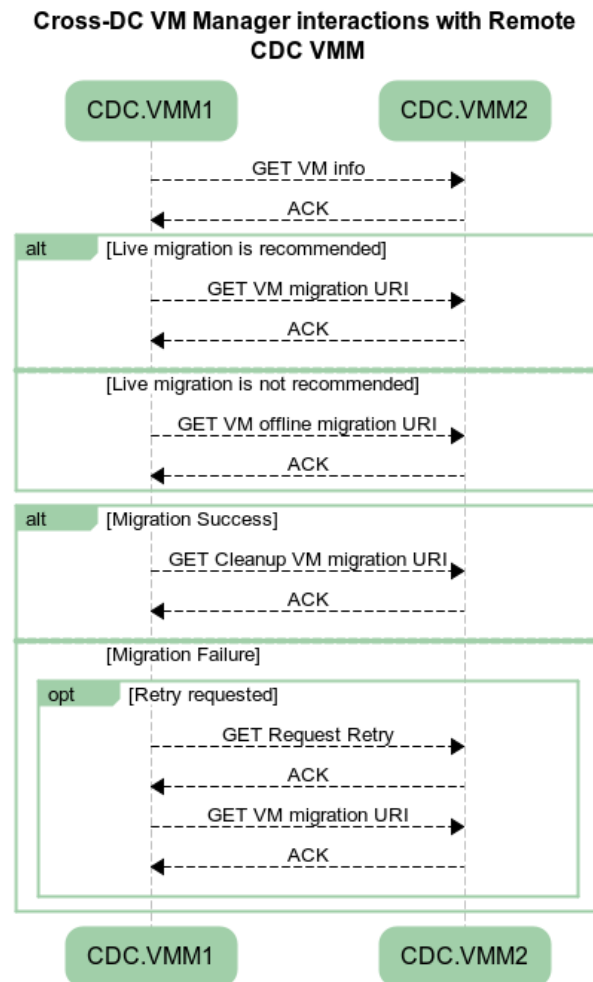 Cross-DC VM Manager interactions with Remote
CDC VMM
CDC.VMM1 CDC.VMM2
GET VM info
ACK
alt [Live migration is recommended]
GET VM migration URI
ACK
[Live migration is not recommended]
GET VM offline migration URI
ACK
alt [Migration Success]
GET Cleanup VM migration URI
ACK
[Migration Failure]
opt [Retry requested]
GET Request Retry
ACK
GET VM migration URI
ACK
CDC.VMM1 CDC.VMM2